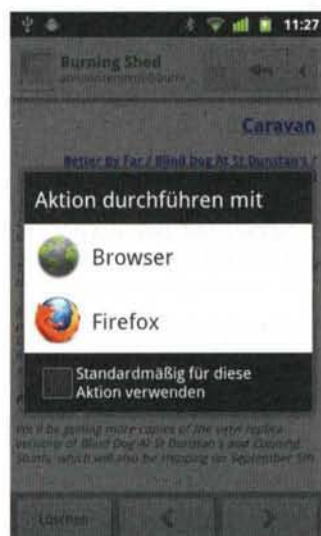 11:27
Burning Shed
Caravan
Better By Far / Blind Dog At St Dunstan's /
Aktion durchführen mit
Browser
Firefox
Standardmäßig für diese
Aktion verwenden
We'll be getting more copies of the vinyl replica
versions of Blind Dog At St Dunstan's and Cunning
Stunts, which will also be shipping on September 5th.
Löschen